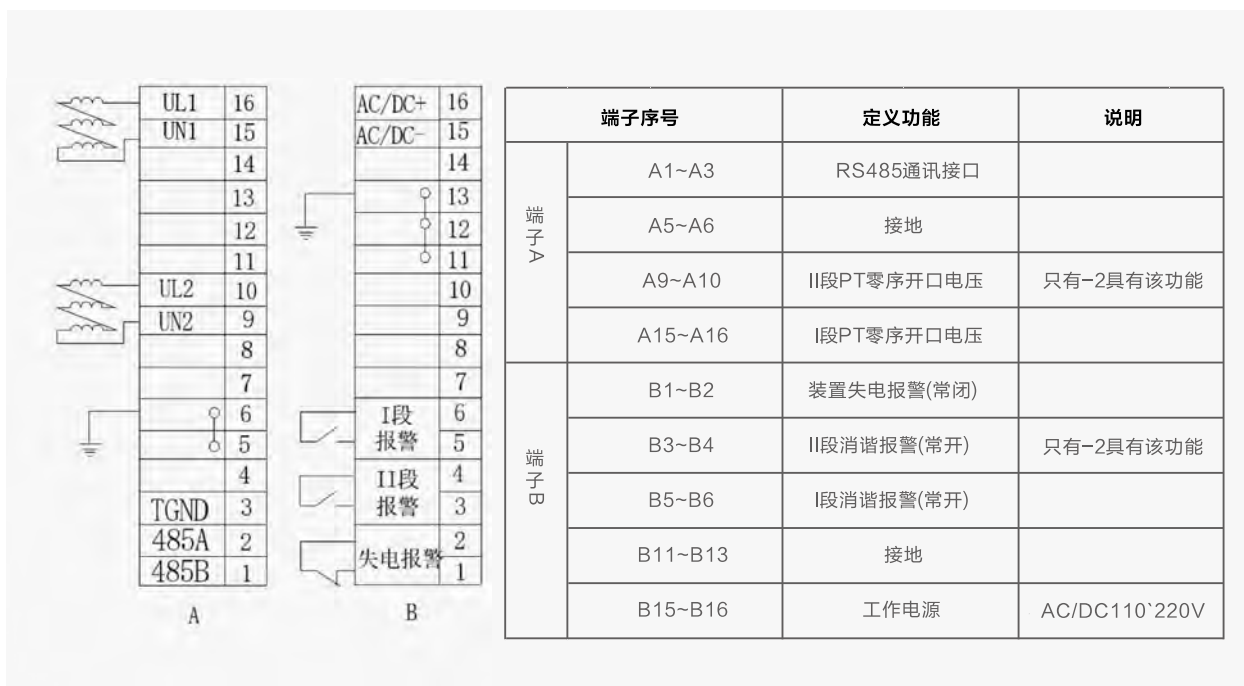 UL1 16
UN1 15
14
13
12
11
UL2 10
UN2 9
8
7
6
5
4
TGND 3
485A 2
485B 1
A
AC/DC+ 16
AC/DC- 15
14
13
12
11
10
9
8
7
I段 6
报警 5
II段 4
报警 3
2
失电报警
1
B
端子序号 定义功能 说明
端子A
A1~A3 RS485通讯接口
A5~A6 接地
A9~A10 II段PT零序开口电压 只有-2具有该功能
A15~A16 I段PT零序开口电压
端子B
B1~B2 装置失电报警(常闭)
B3~B4 II段消谐报警(常开) 只有-2具有该功能
B5~B6 I段消谐报警(常开)
B11~B13 接地
B15~B16 工作电源 AC/DC110`220V